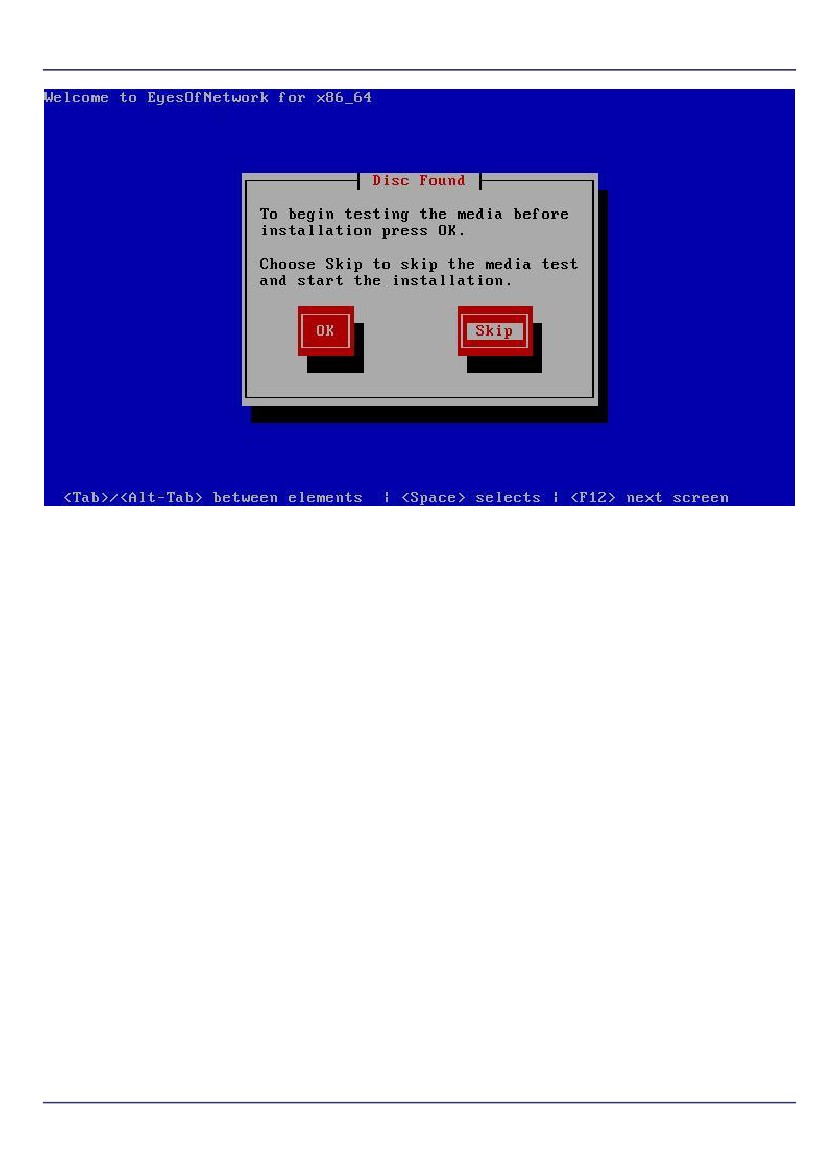 Welcome to EyesOfNetwork for x86_64
Disc Found
To begin testing the media before
installation press OK.
Choose Skip to skip the media test
and start the installation.
OK Skip
<Tab>/<Alt-Tab> between elements | <Space> selects | <F12> next screen